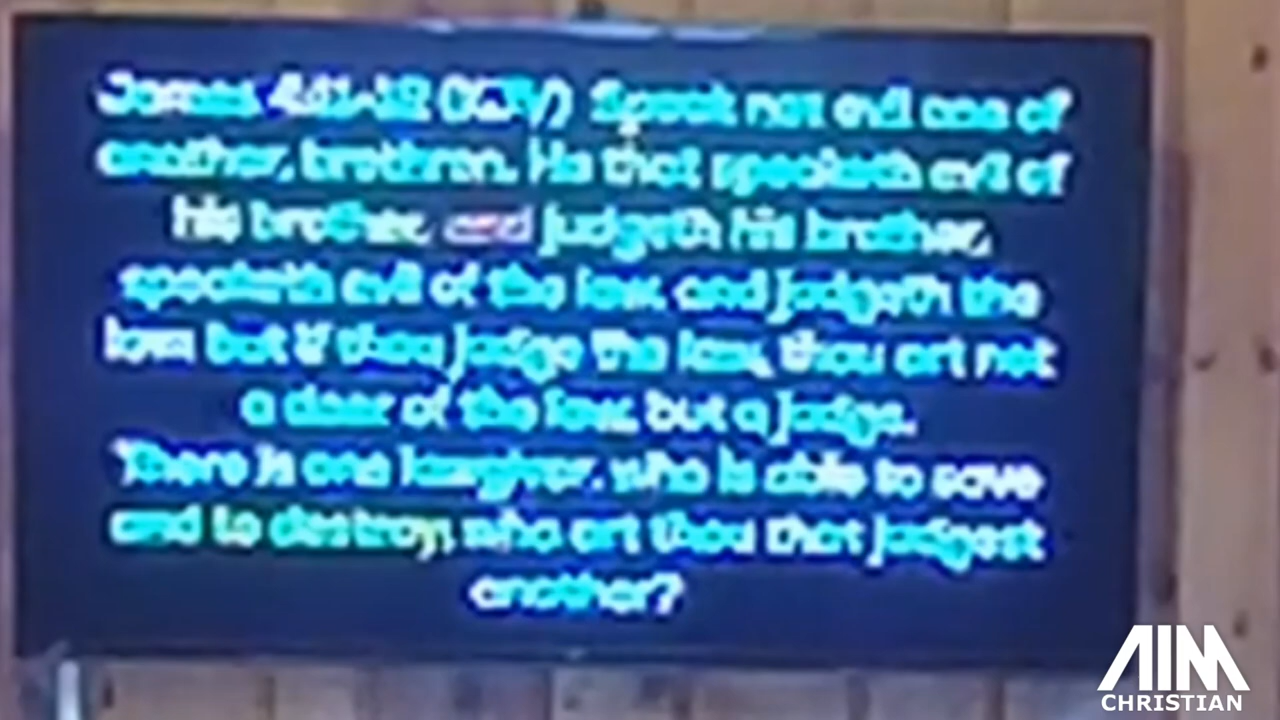 James 4:11-12 (KJV) Speak not evil one of
another, brethren. He that speaketh evil of
his brother, and judgeth his brother,
speaketh evil of the law, and judgeth the
law: but if thou judge the law, thou art not
a doer of the law, but a judge.
There is one lawgiver, who is able to save
and to destroy: who art thou that judgest
another?
AIM
CHRISTIAN